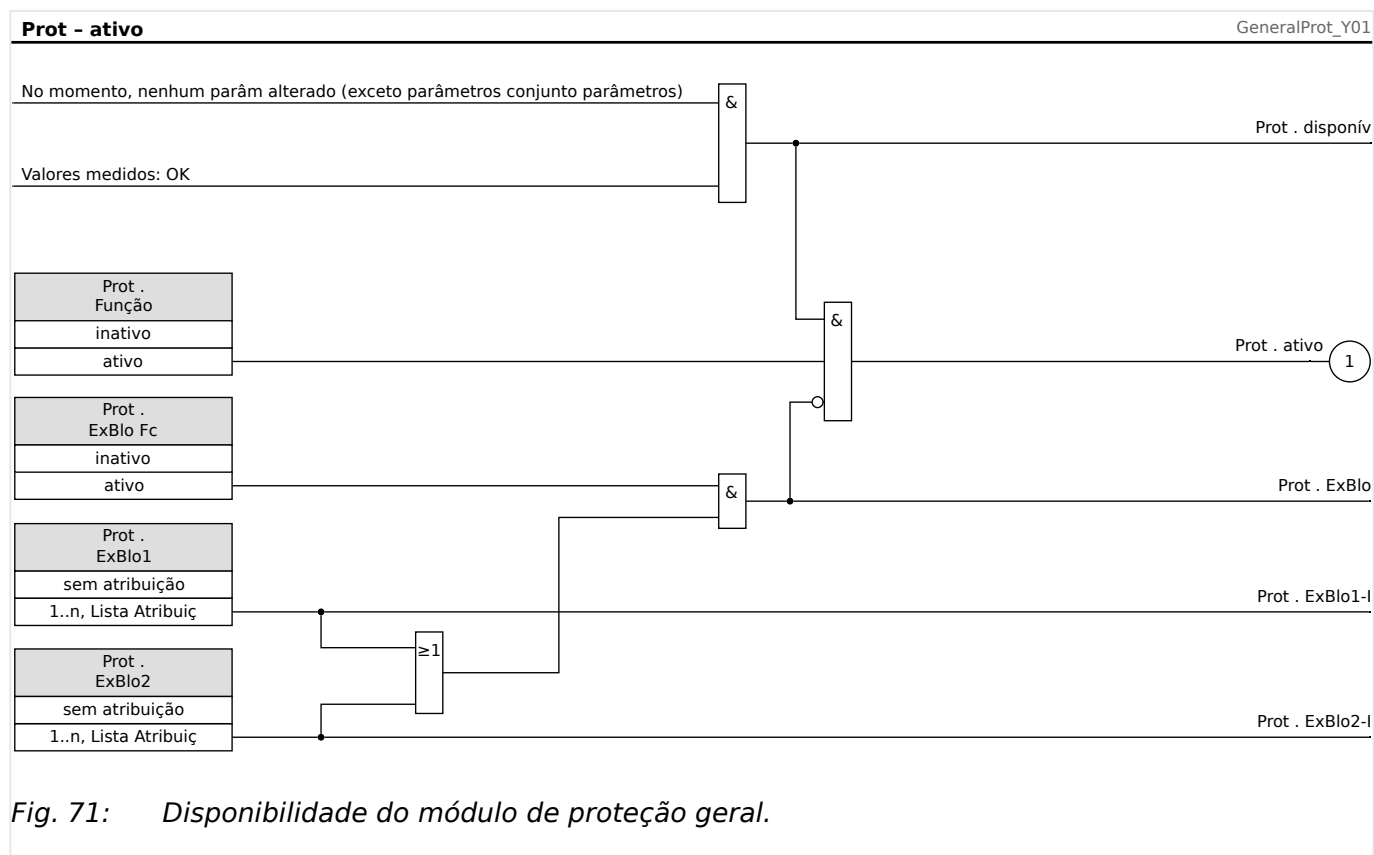 Prot – ativo
GeneralProt_Y01
No momento, nenhum parâm alterado (exceto parâmetros conjunto parâmetros)
&
Prot . disponív
Valores medidos: OK
Prot .
Função
inativo
ativo
&
Prot . ativo
1
Prot .
ExBlo Fc
inativo
ativo
&
Prot . ExBlo
Prot .
ExBlo1
sem atribuição
1..n, Lista Atribuiç
Prot . ExBlo1-I
≥1
Prot .
ExBlo2
sem atribuição
1..n, Lista Atribuiç
Prot . ExBlo2-I
Fig. 71: Disponibilidade do módulo de proteção geral.